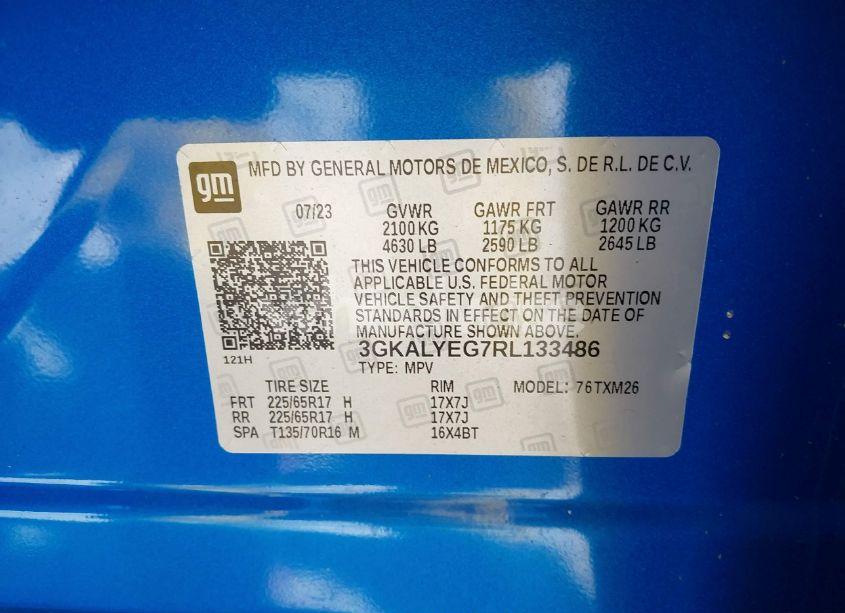 gm MFD BY GENERAL MOTORS DE MEXICO, S. DE R.L. DE C.V.
07/23 GVWR GAWR FRT GAWR RR
2100 KG 1175 KG 1200 KG
4630 LB 2590 LB 2645 LB
THIS VEHICLE CONFORMS TO ALL
APPLICABLE U.S. FEDERAL MOTOR
VEHICLE SAFETY AND THEFT PREVENTION
STANDARDS IN EFFECT ON THE DATE OF
MANUFACTURE SHOWN ABOVE.
121H 3GKALYEG7RL133486
TYPE: MPV
TIRE SIZE RIM MODEL: 76TXM26
FRT 225/65R17 H 17X7J
RR 225/65R17 H 17X7J
SPA T135/70R16 M 16X4BT